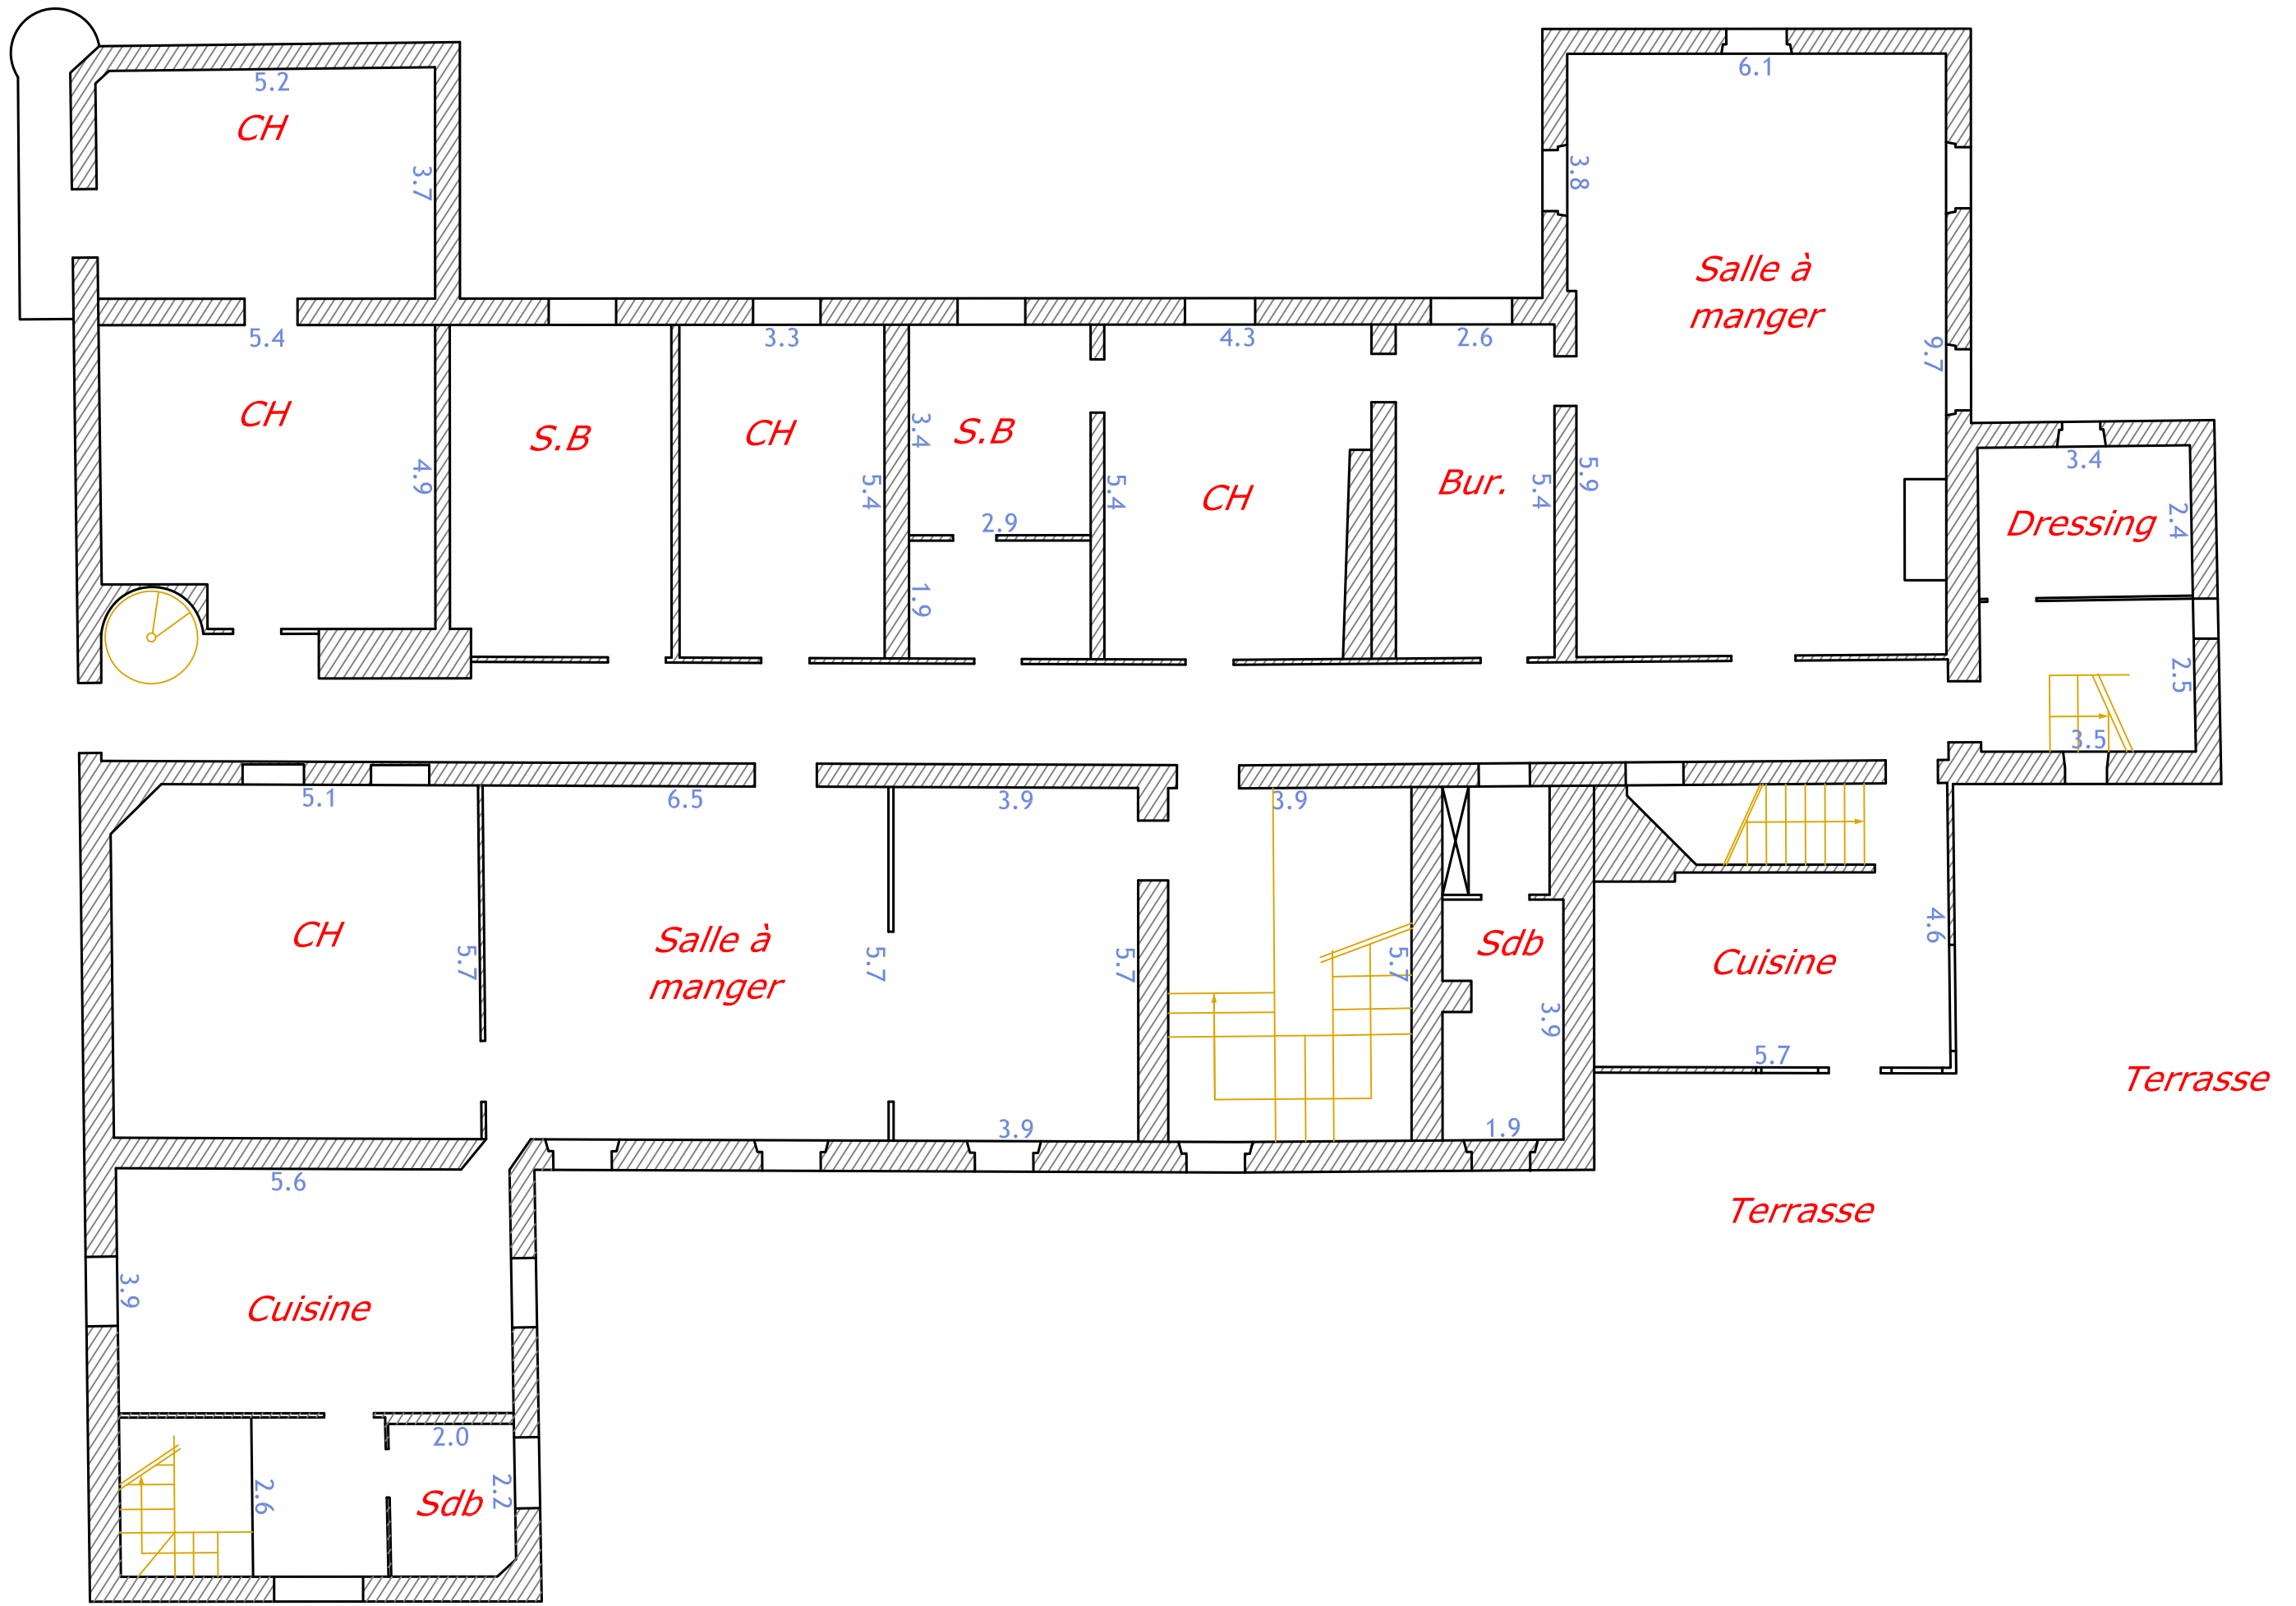 5.2
CH
3.7
5.4
CH
4.9
S.B
3.3
CH
5.4
3.4
S.B
2.9
1.9
4.3
5.4
CH
2.6
Bur.
5.4
6.1
3.8
Salle à
manger
9.7
5.9
3.4
Dressing
2.4
2.5
3.5
5.1
CH
5.7
6.5
Salle à
manger
5.7
3.9
5.7
3.9
3.9
5.7
Sdb
3.9
1.9
Cuisine
4.6
5.7
Terrasse
Terrasse
5.6
3.9
Cuisine
2.6
2.0
Sdb
2.2